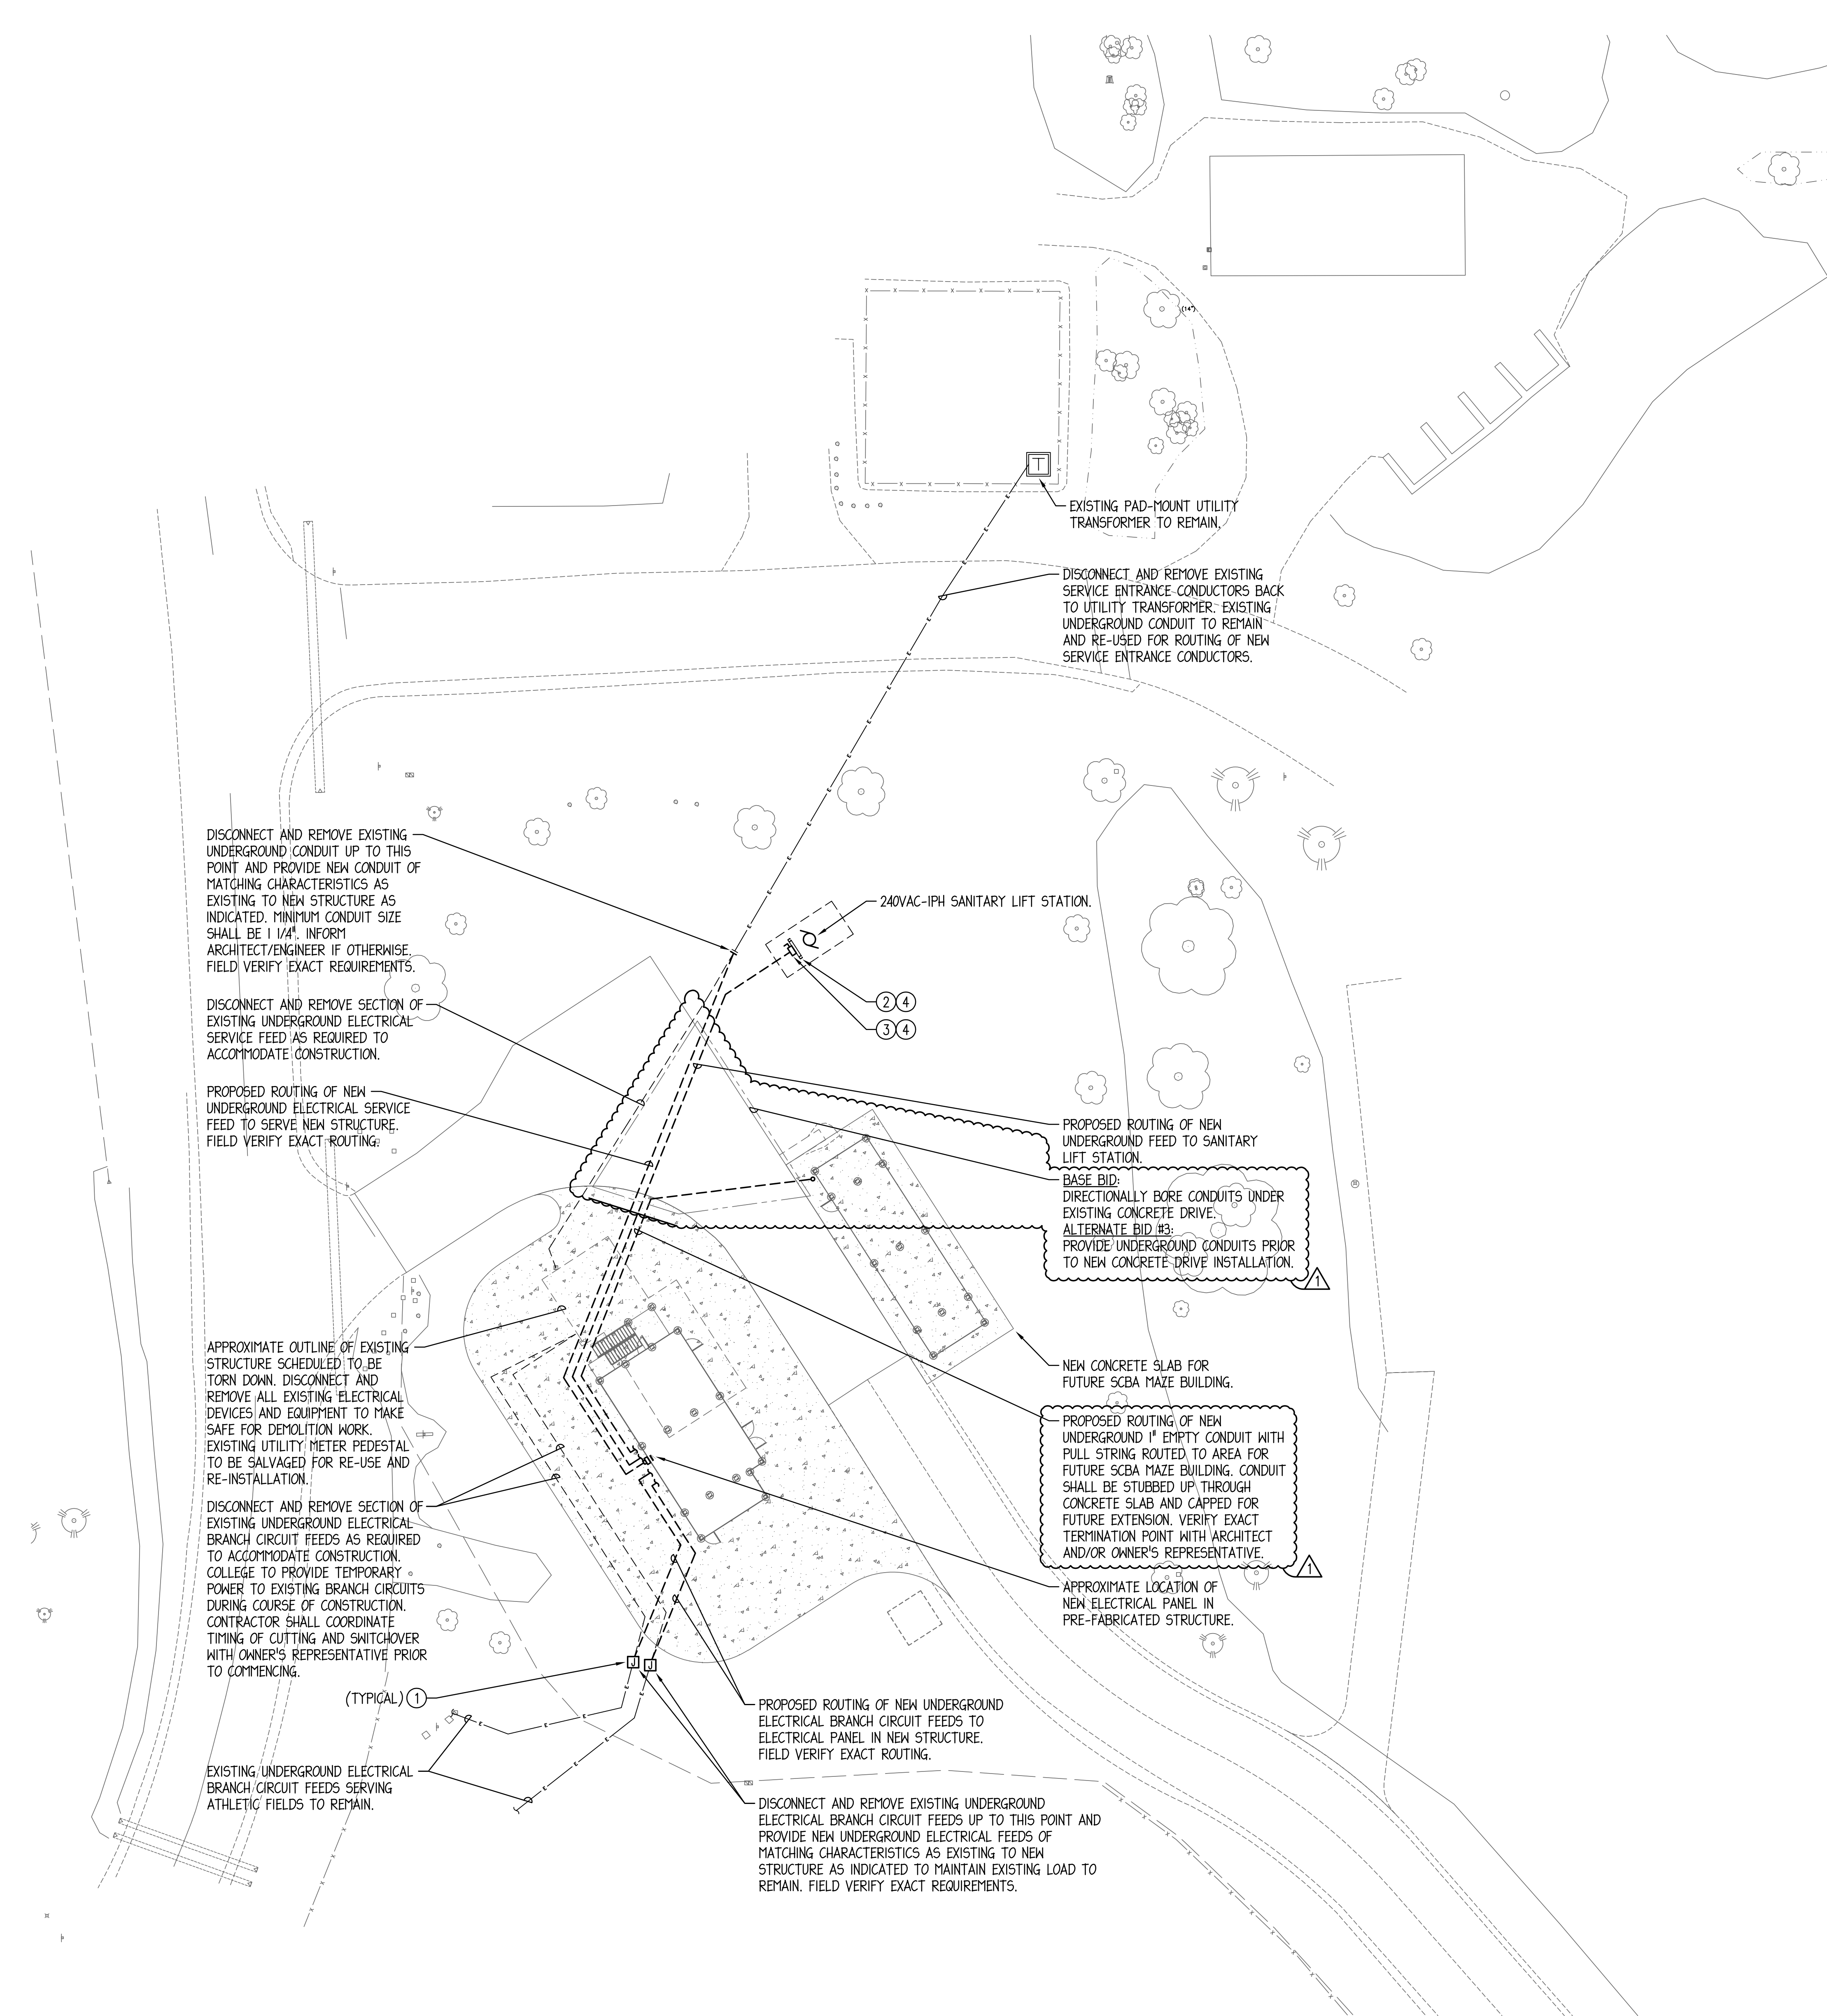 (14")
T
EXISTING PAD-MOUNT UTILITY
TRANSFORMER TO REMAIN.
DISCONNECT AND REMOVE EXISTING
SERVICE ENTRANCE CONDUCTORS BACK
TO UTILITY TRANSFORMER. EXISTING
UNDERGROUND CONDUIT TO REMAIN
AND RE-USED FOR ROUTING OF NEW
SERVICE ENTRANCE CONDUCTORS.
DISCONNECT AND REMOVE EXISTING
UNDERGROUND CONDUIT UP TO THIS
POINT AND PROVIDE NEW CONDUIT OF
MATCHING CHARACTERISTICS AS
EXISTING TO NEW STRUCTURE AS
INDICATED. MINIMUM CONDUIT SIZE
SHALL BE 1 1/4". INFORM
ARCHITECT/ENGINEER IF OTHERWISE.
FIELD VERIFY EXACT REQUIREMENTS.
240VAC-1PH SANITARY LIFT STATION.
2 4
3 4
DISCONNECT AND REMOVE SECTION OF
EXISTING UNDERGROUND ELECTRICAL
SERVICE FEED AS REQUIRED TO
ACCOMMODATE CONSTRUCTION.
PROPOSED ROUTING OF NEW
UNDERGROUND ELECTRICAL SERVICE
FEED TO SERVE NEW STRUCTURE.
FIELD VERIFY EXACT ROUTING.
PROPOSED ROUTING OF NEW
UNDERGROUND FEED TO SANITARY
LIFT STATION.
BASE BID:
DIRECTIONALLY BORE CONDUITS UNDER
EXISTING CONCRETE DRIVE.
ALTERNATE BID #3:
PROVIDE UNDERGROUND CONDUITS PRIOR
TO NEW CONCRETE DRIVE INSTALLATION.
1
APPROXIMATE OUTLINE OF EXISTING
STRUCTURE SCHEDULED TO BE
TORN DOWN. DISCONNECT AND
REMOVE ALL EXISTING ELECTRICAL
DEVICES AND EQUIPMENT TO MAKE
SAFE FOR DEMOLITION WORK.
EXISTING UTILITY METER PEDESTAL
TO BE SALVAGED FOR RE-USE AND
RE-INSTALLATION.
NEW CONCRETE SLAB FOR
FUTURE SCBA MAZE BUILDING.
PROPOSED ROUTING OF NEW
UNDERGROUND 1" EMPTY CONDUIT WITH
PULL STRING ROUTED TO AREA FOR
FUTURE SCBA MAZE BUILDING. CONDUIT
SHALL BE STUBBED UP THROUGH
CONCRETE SLAB AND CAPPED FOR
FUTURE EXTENSION. VERIFY EXACT
TERMINATION POINT WITH ARCHITECT
AND/OR OWNER'S REPRESENTATIVE.
1
DISCONNECT AND REMOVE SECTION OF
EXISTING UNDERGROUND ELECTRICAL
BRANCH CIRCUIT FEEDS AS REQUIRED
TO ACCOMMODATE CONSTRUCTION.
COLLEGE TO PROVIDE TEMPORARY
POWER TO EXISTING BRANCH CIRCUITS
DURING COURSE OF CONSTRUCTION.
CONTRACTOR SHALL COORDINATE
TIMING OF CUTTING AND SWITCHOVER
WITH OWNER'S REPRESENTATIVE PRIOR
TO COMMENCING.
APPROXIMATE LOCATION OF
NEW ELECTRICAL PANEL IN
PRE-FABRICATED STRUCTURE.
J J
(TYPICAL) 1
PROPOSED ROUTING OF NEW UNDERGROUND
ELECTRICAL BRANCH CIRCUIT FEEDS TO
ELECTRICAL PANEL IN NEW STRUCTURE.
FIELD VERIFY EXACT ROUTING.
EXISTING UNDERGROUND ELECTRICAL
BRANCH CIRCUIT FEEDS SERVING
ATHLETIC FIELDS TO REMAIN.
DISCONNECT AND REMOVE EXISTING UNDERGROUND
ELECTRICAL BRANCH CIRCUIT FEEDS UP TO THIS POINT AND
PROVIDE NEW UNDERGROUND ELECTRICAL FEEDS OF
MATCHING CHARACTERISTICS AS EXISTING TO NEW
STRUCTURE AS INDICATED TO MAINTAIN EXISTING LOAD TO
REMAIN. FIELD VERIFY EXACT REQUIREMENTS.